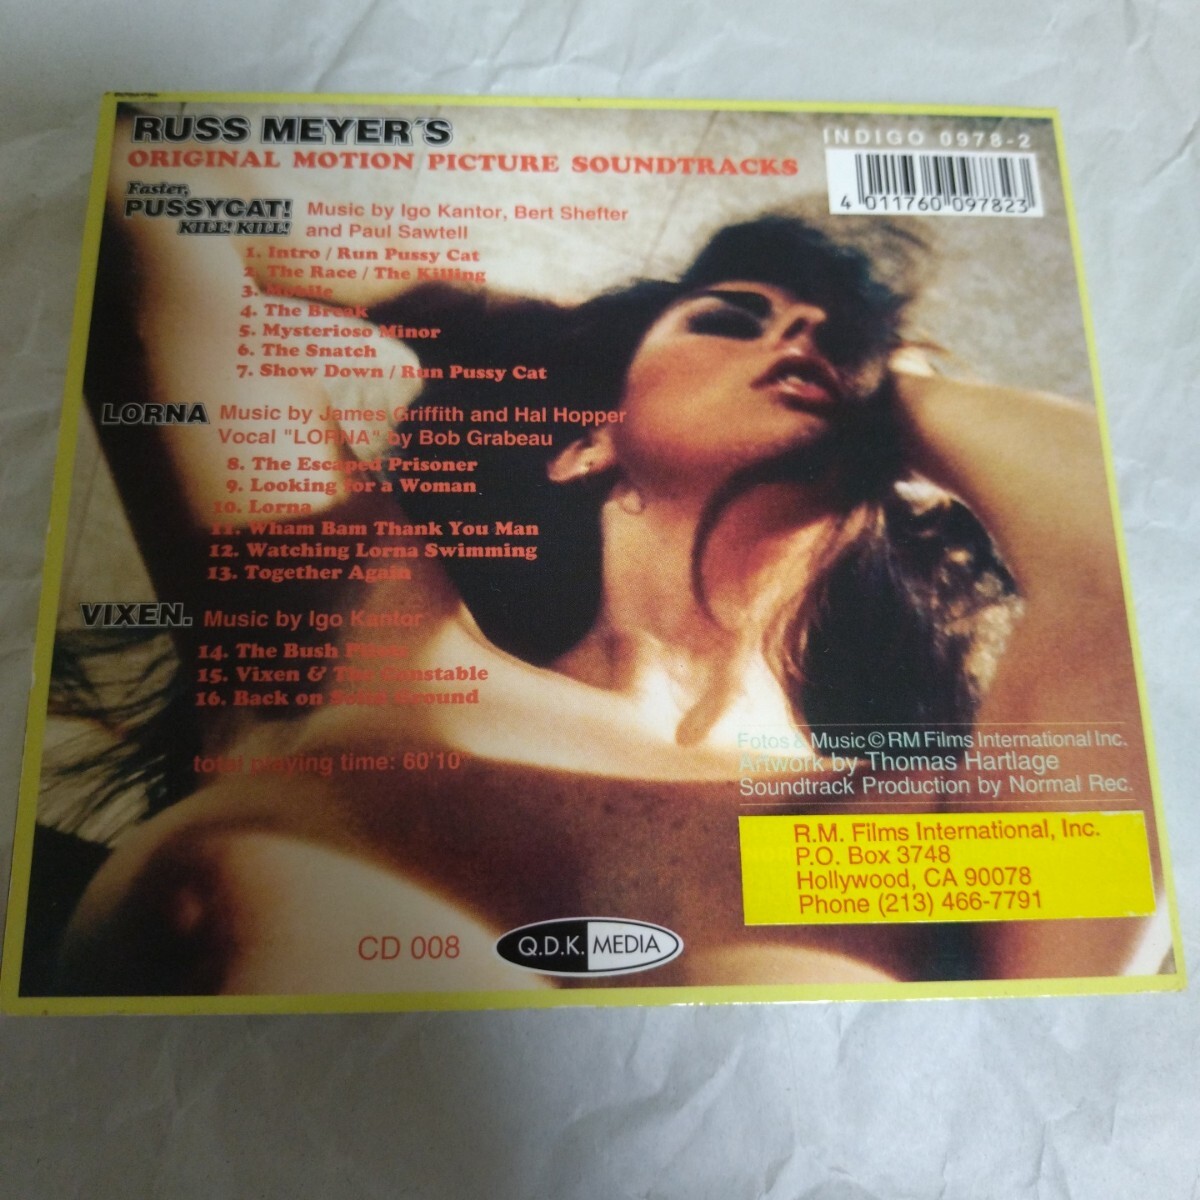 RUSS MEYER´S
ORIGINAL MOTION PICTURE SOUNDTRACKS
INDIGO 0978-2
4 011760 097823
Faster,
PUSSYCAT!
KILL! KILL!
Music by Igo Kantor, Bert Shefter
and Paul Sawtell
1. Intro / Run Pussy Cat
2. The Race / The Killing
3. Mobile
4. The Break
5. Mysterioso Minor
6. The Snatch
7. Show Down / Run Pussy Cat
LORNA Music by James Griffith and Hal Hopper
Vocal "LORNA" by Bob Grabeau
8. The Escaped Prisoner
9. Looking for a Woman
10. Lorna
11. Wham Bam Thank You Man
12. Watching Lorna Swimming
13. Together Again
VIXEN. Music by Igo Kantor
14. The Bush
15. Vixen & The Constable
16. Back on Solid Ground
total playing time: 60'10"
Fotos & Music © RM Films International Inc.
Artwork by Thomas Hartlage
Soundtrack Production by Normal Rec.
R.M. Films International, Inc.
P.O. Box 3748
Hollywood, CA 90078
Phone (213) 466-7791
CD 008
Q.D.K. MEDIA